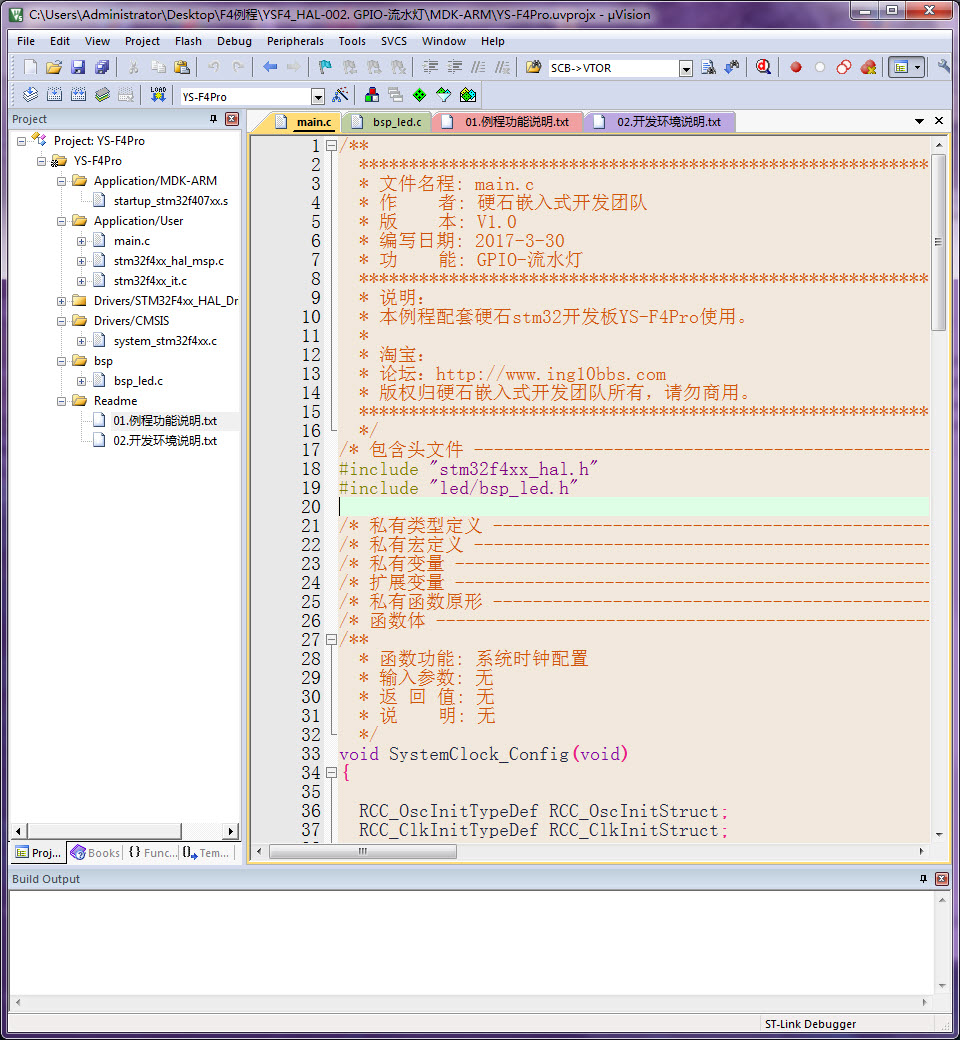 C:\Users\Administrator\Desktop\F4例程\YSF4_HAL-002. GPIO-流水灯\MDK-ARM\YS-F4Pro.uvprojx - µVision
File Edit View Project Flash Debug Peripherals Tools SVCS Window Help
SCB->VTOR
LOAD YS-F4Pro
Project
Project: YS-F4Pro
YS-F4Pro
Application/MDK-ARM
startup_stm32f407xx.s
Application/User
main.c
stm32f4xx_hal_msp.c
stm32f4xx_it.c
Drivers/STM32F4xx_HAL_Dr
Drivers/CMSIS
system_stm32f4xx.c
bsp
bsp_led.c
Readme
01.例程功能说明.txt
02.开发环境说明.txt
Proj... Books {} Func... Tem...
main.c bsp_led.c 01.例程功能说明.txt 02.开发环境说明.txt
1 /**
2 ******************************************************************
3 * 文件名程: main.c
4 * 作 者: 硬石嵌入式开发团队
5 * 版 本: V1.0
6 * 编写日期: 2017-3-30
7 * 功 能: GPIO-流水灯
8 ******************************************************************
9 * 说明:
10 * 本例程配套硬石stm32开发板YS-F4Pro使用。
11 *
12 * 淘宝:
13 * 论坛: http://www.ing10bbs.com
14 * 版权归硬石嵌入式开发团队所有，请勿商用。
15 ******************************************************************
16 */
17 /* 包含头文件 ----------------------------------------------
18 #include "stm32f4xx_hal.h"
19 #include "led/bsp_led.h"
20
21 /* 私有类型定义 --------------------------------------------
22 /* 私有宏定义 ----------------------------------------------
23 /* 私有变量 ------------------------------------------------
24 /* 扩展变量 ------------------------------------------------
25 /* 私有函数原形 --------------------------------------------
26 /* 函数体 --------------------------------------------------
27 /**
28 * 函数功能: 系统时钟配置
29 * 输入参数: 无
30 * 返 回 值: 无
31 * 说 明: 无
32 */
33 void SystemClock_Config(void)
34 {
35
36 RCC_OscInitTypeDef RCC_OscInitStruct;
37 RCC_ClkInitTypeDef RCC_ClkInitStruct;
Build Output
ST-Link Debugger